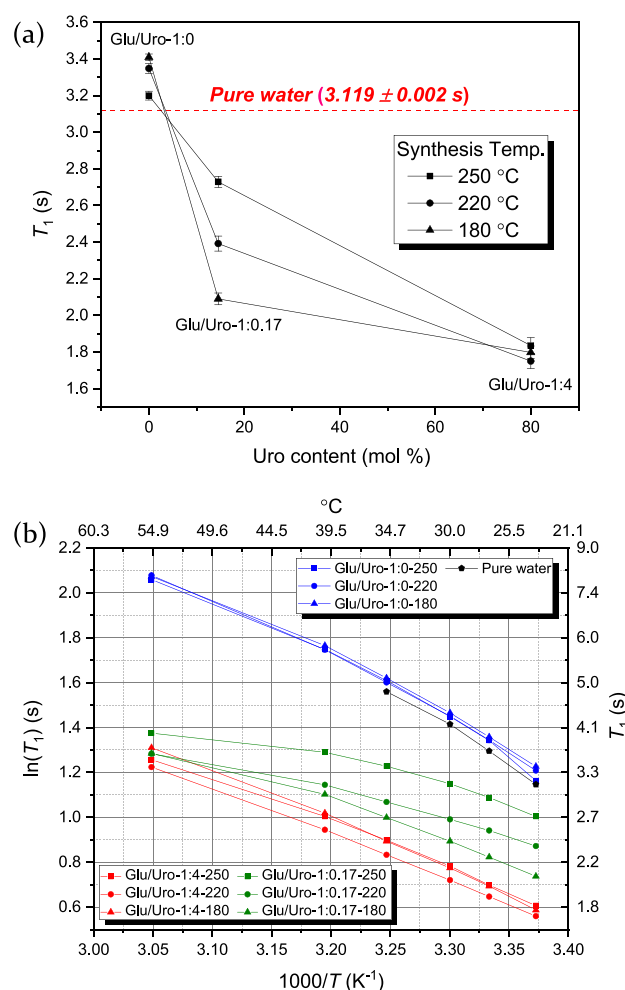 (a)
3.6
3.4
3.2
3.0
2.8
2.6
2.4
2.2
2.0
1.8
1.6
T1 (s)
Glu/Uro-1:0
Pure water (3.119 ± 0.002 s)
Synthesis Temp.
250 °C
220 °C
180 °C
Glu/Uro-1:0.17
Glu/Uro-1:4
0 20 40 60 80
Uro content (mol %)
(b)
°C
60.3 54.9 49.6 44.5 39.5 34.7 30.0 25.5 21.1
2.2 9.0
2.0 7.4
1.8 6.0
1.6 5.0
1.4 4.1
1.2 3.3
1.0 2.7
0.8 2.2
0.6 1.8
ln(T1) (s)
T1 (s)
Glu/Uro-1:0-250 Pure water
Glu/Uro-1:0-220
Glu/Uro-1:0-180
Glu/Uro-1:4-250 Glu/Uro-1:0.17-250
Glu/Uro-1:4-220 Glu/Uro-1:0.17-220
Glu/Uro-1:4-180 Glu/Uro-1:0.17-180
3.00 3.05 3.10 3.15 3.20 3.25 3.30 3.35 3.40
1000/T (K-1)